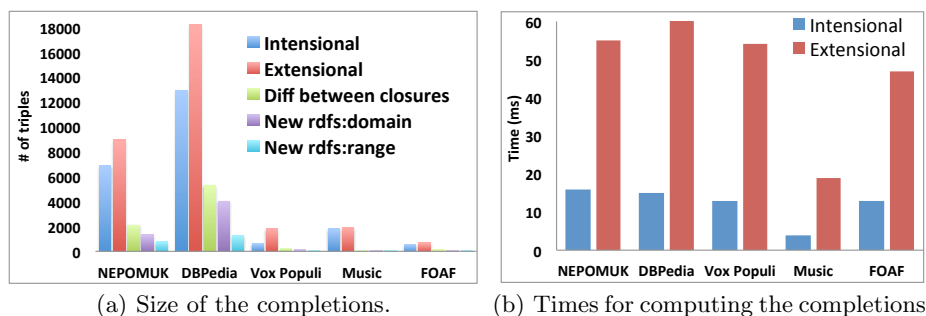 18000
16000
14000
12000
10000
8000
6000
4000
2000
0
# of triples
Intensional
Extensional
Diff between closures
New rdfs:domain
New rdfs:range
NEPOMUK DBPedia Vox Populi Music FOAF
(a) Size of the completions.
60
50
40
30
20
10
0
Time (ms)
Intensional
Extensional
NEPOMUK DBPedia Vox Populi Music FOAF
(b) Times for computing the completions